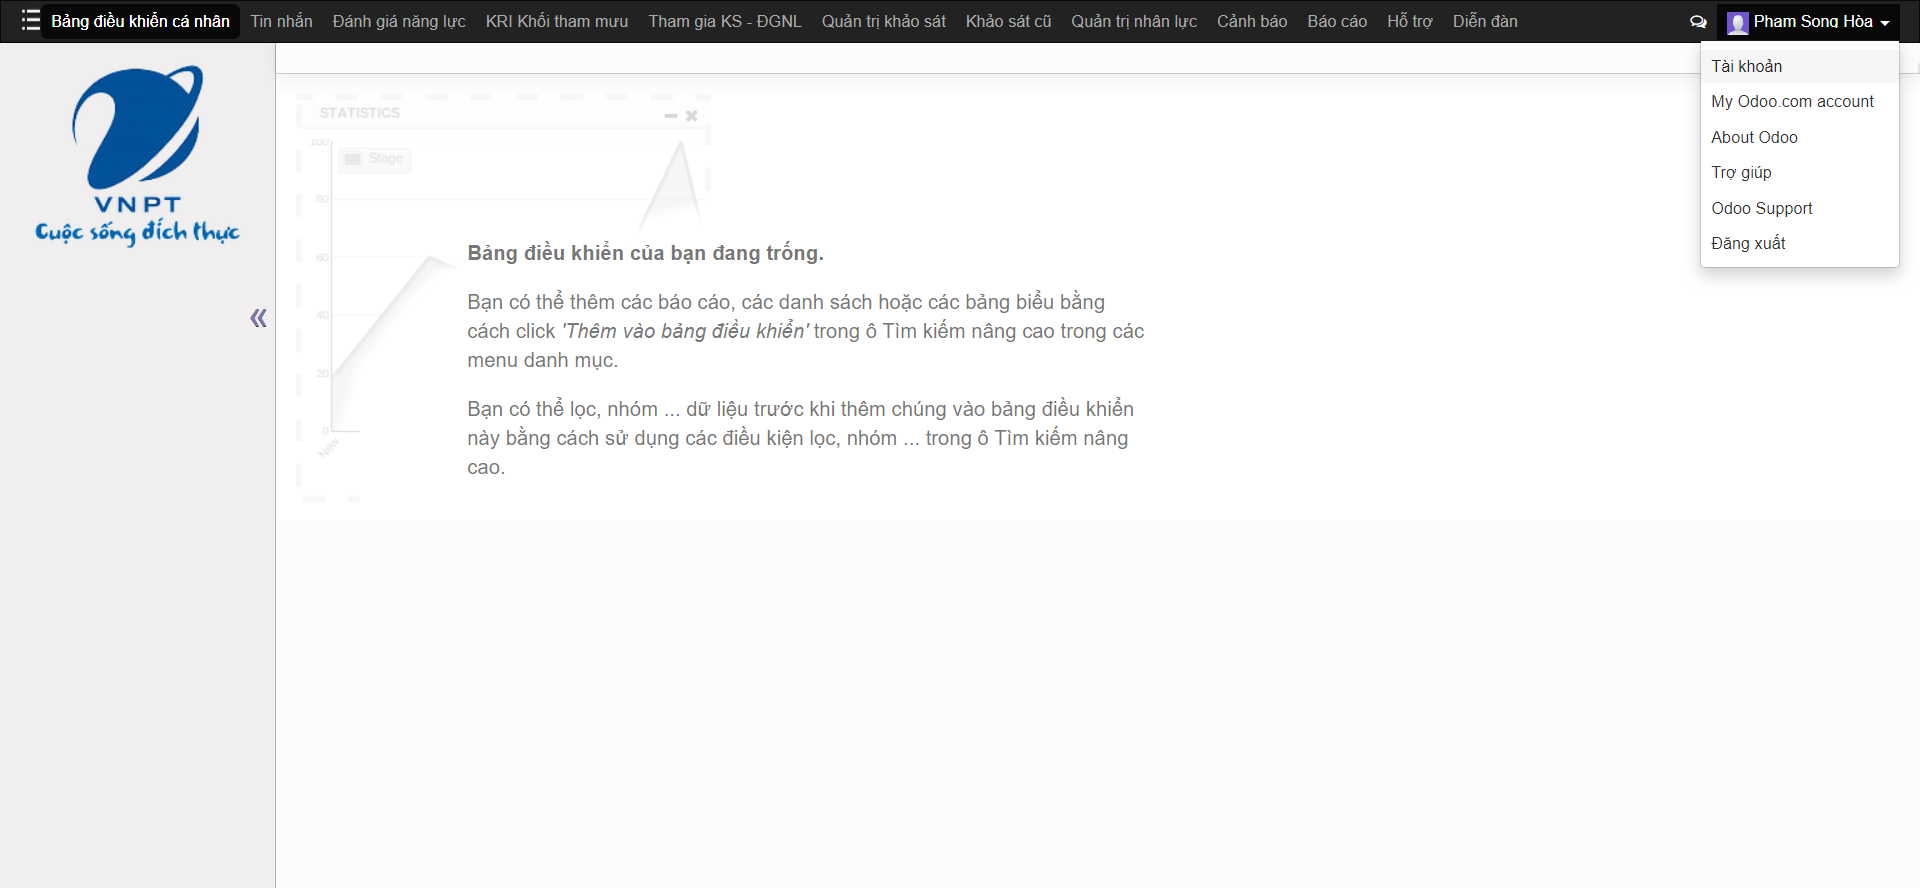 Bảng điều khiển cá nhân Tin nhắn Đánh giá năng lực KRI Khối tham mưu Tham gia KS - ĐGNL Quản trị khảo sát Khảo sát cũ Quản trị nhân lực Cảnh báo Báo cáo Hỗ trợ Diễn đàn Phạm Song Hòa
Tài khoản
My Odoo.com account
About Odoo
Trợ giúp
Odoo Support
Đăng xuất
VNPT
Cuộc sống đích thực
STATISTICS
100
Stage
80
60
40
20
0
New
Bảng điều khiển của bạn đang trống.
Bạn có thể thêm các báo cáo, các danh sách hoặc các bảng biểu bằng
cách click 'Thêm vào bảng điều khiển' trong ô Tìm kiếm nâng cao trong các
menu danh mục.
Bạn có thể lọc, nhóm ... dữ liệu trước khi thêm chúng vào bảng điều khiển
này bằng cách sử dụng các điều kiện lọc, nhóm ... trong ô Tìm kiếm nâng
cao.